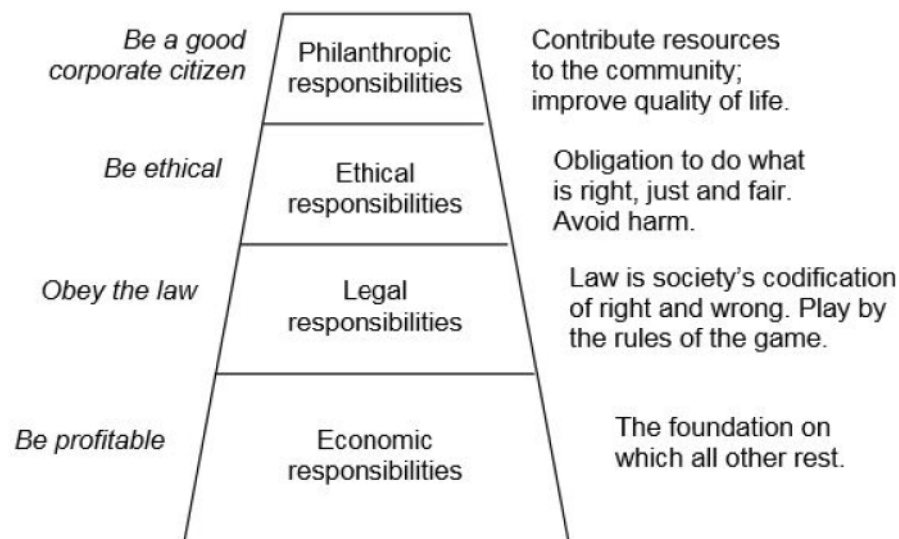 Be a good
corporate citizen
Philanthropic
responsibilities
Contribute resources
to the community;
improve quality of life.
Be ethical
Ethical
responsibilities
Obligation to do what
is right, just and fair.
Avoid harm.
Obey the law
Legal
responsibilities
Law is society's codification
of right and wrong. Play by
the rules of the game.
Be profitable
Economic
responsibilities
The foundation on
which all other rest.